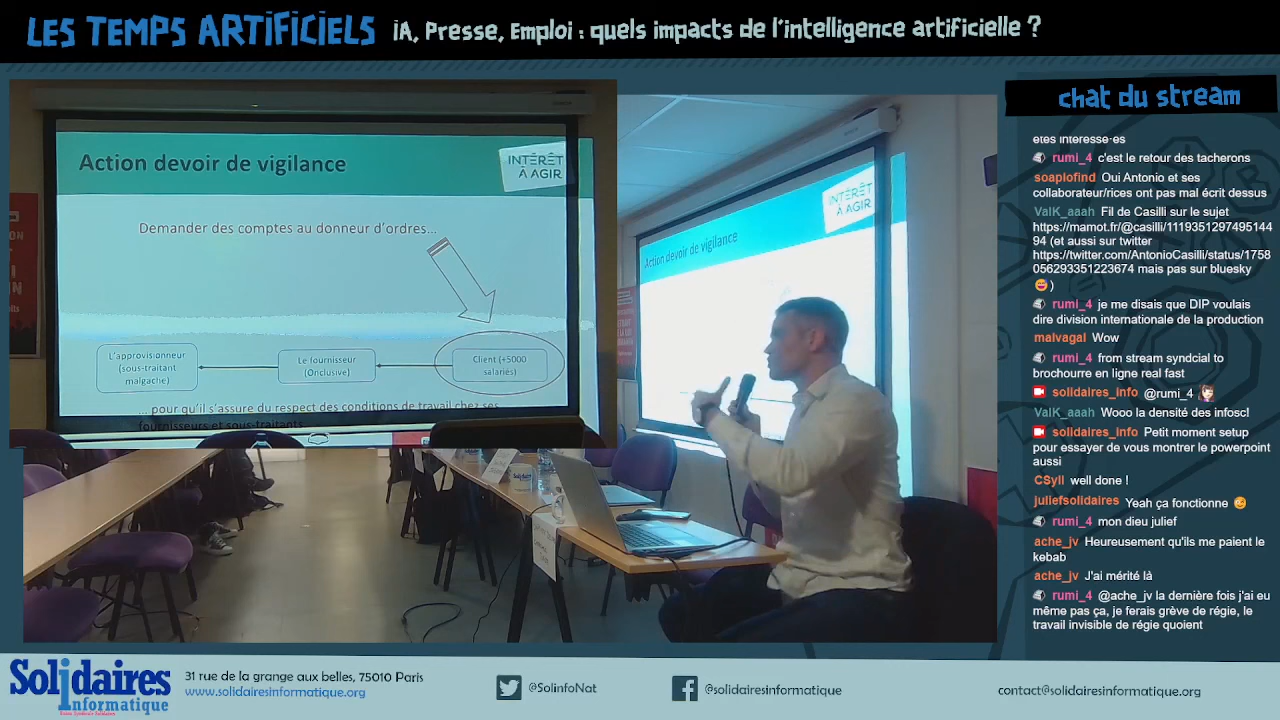 LES TEMPS ARTIFICIELS
IA, Presse, Emploi : quels impacts de l'intelligence artificielle ?
Action devoir de vigilance
INTÉRÊT
À AGIR
Demander des comptes au donneur d'ordres...
L'approvisionneur
(sous-traitant
malgache)
Le fournisseur
(Onclusive)
Client (+5000
salariés)
... pour qu'il s'assure du respect des conditions de travail chez ses
fournisseurs et sous-traitants
Action devoir de vigilance
INTÉRÊT
À AGIR
chat du stream
êtes intéressé·es
rumi_4 c'est le retour des tacherons
soaplofind Oui Antonio et ses
collaborateur/rices ont pas mal écrit dessus
ValK_aaah Fil de Casilli sur le sujet
https://mamot.fr/@casilli/1119351297495144
94 (et aussi sur twitter
https://twitter.com/AntonioCasilli/status/1758
056293351223674 mais pas sur bluesky
)
rumi_4 je me disais que DIP voulais
dire division internationale de la production
malvagal Wow
rumi_4 from stream syndcial to
brochourre en ligne real fast
solidaires_info @rumi_4
ValK_aaah Wooo la densité des infosc!
solidaires_info Petit moment setup
pour essayer de vous montrer le powerpoint
aussi
CSyll well done !
juliefsolidaires Yeah ça fonctionne
rumi_4 mon dieu julief
ache_jv Heureusement qu'ils me paient le
kebab
ache_jv J'ai mérité là
rumi_4 @ache_jv la dernière fois j'ai eu
même pas ça, je ferais grève de régie, le
travail invisible de régie quoient
Solidaires
Informatique
31 rue de la grange aux belles, 75010 Paris
www.solidairesinformatique.org
@SolinfoNat
@solidairesinformatique
contact@solidairesinformatique.org